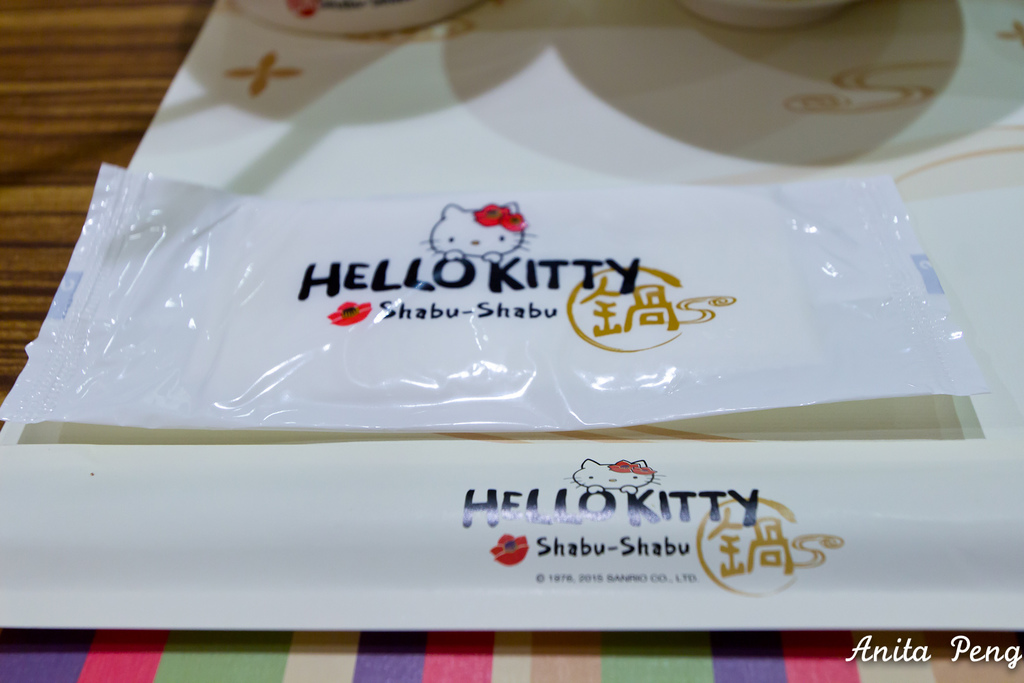 HELLO KITTY
Shabu-Shabu 鍋
HELLO KITTY
Shabu-Shabu 鍋
© 1976, 2015 SANRIO CO., LTD.
Anita Peng